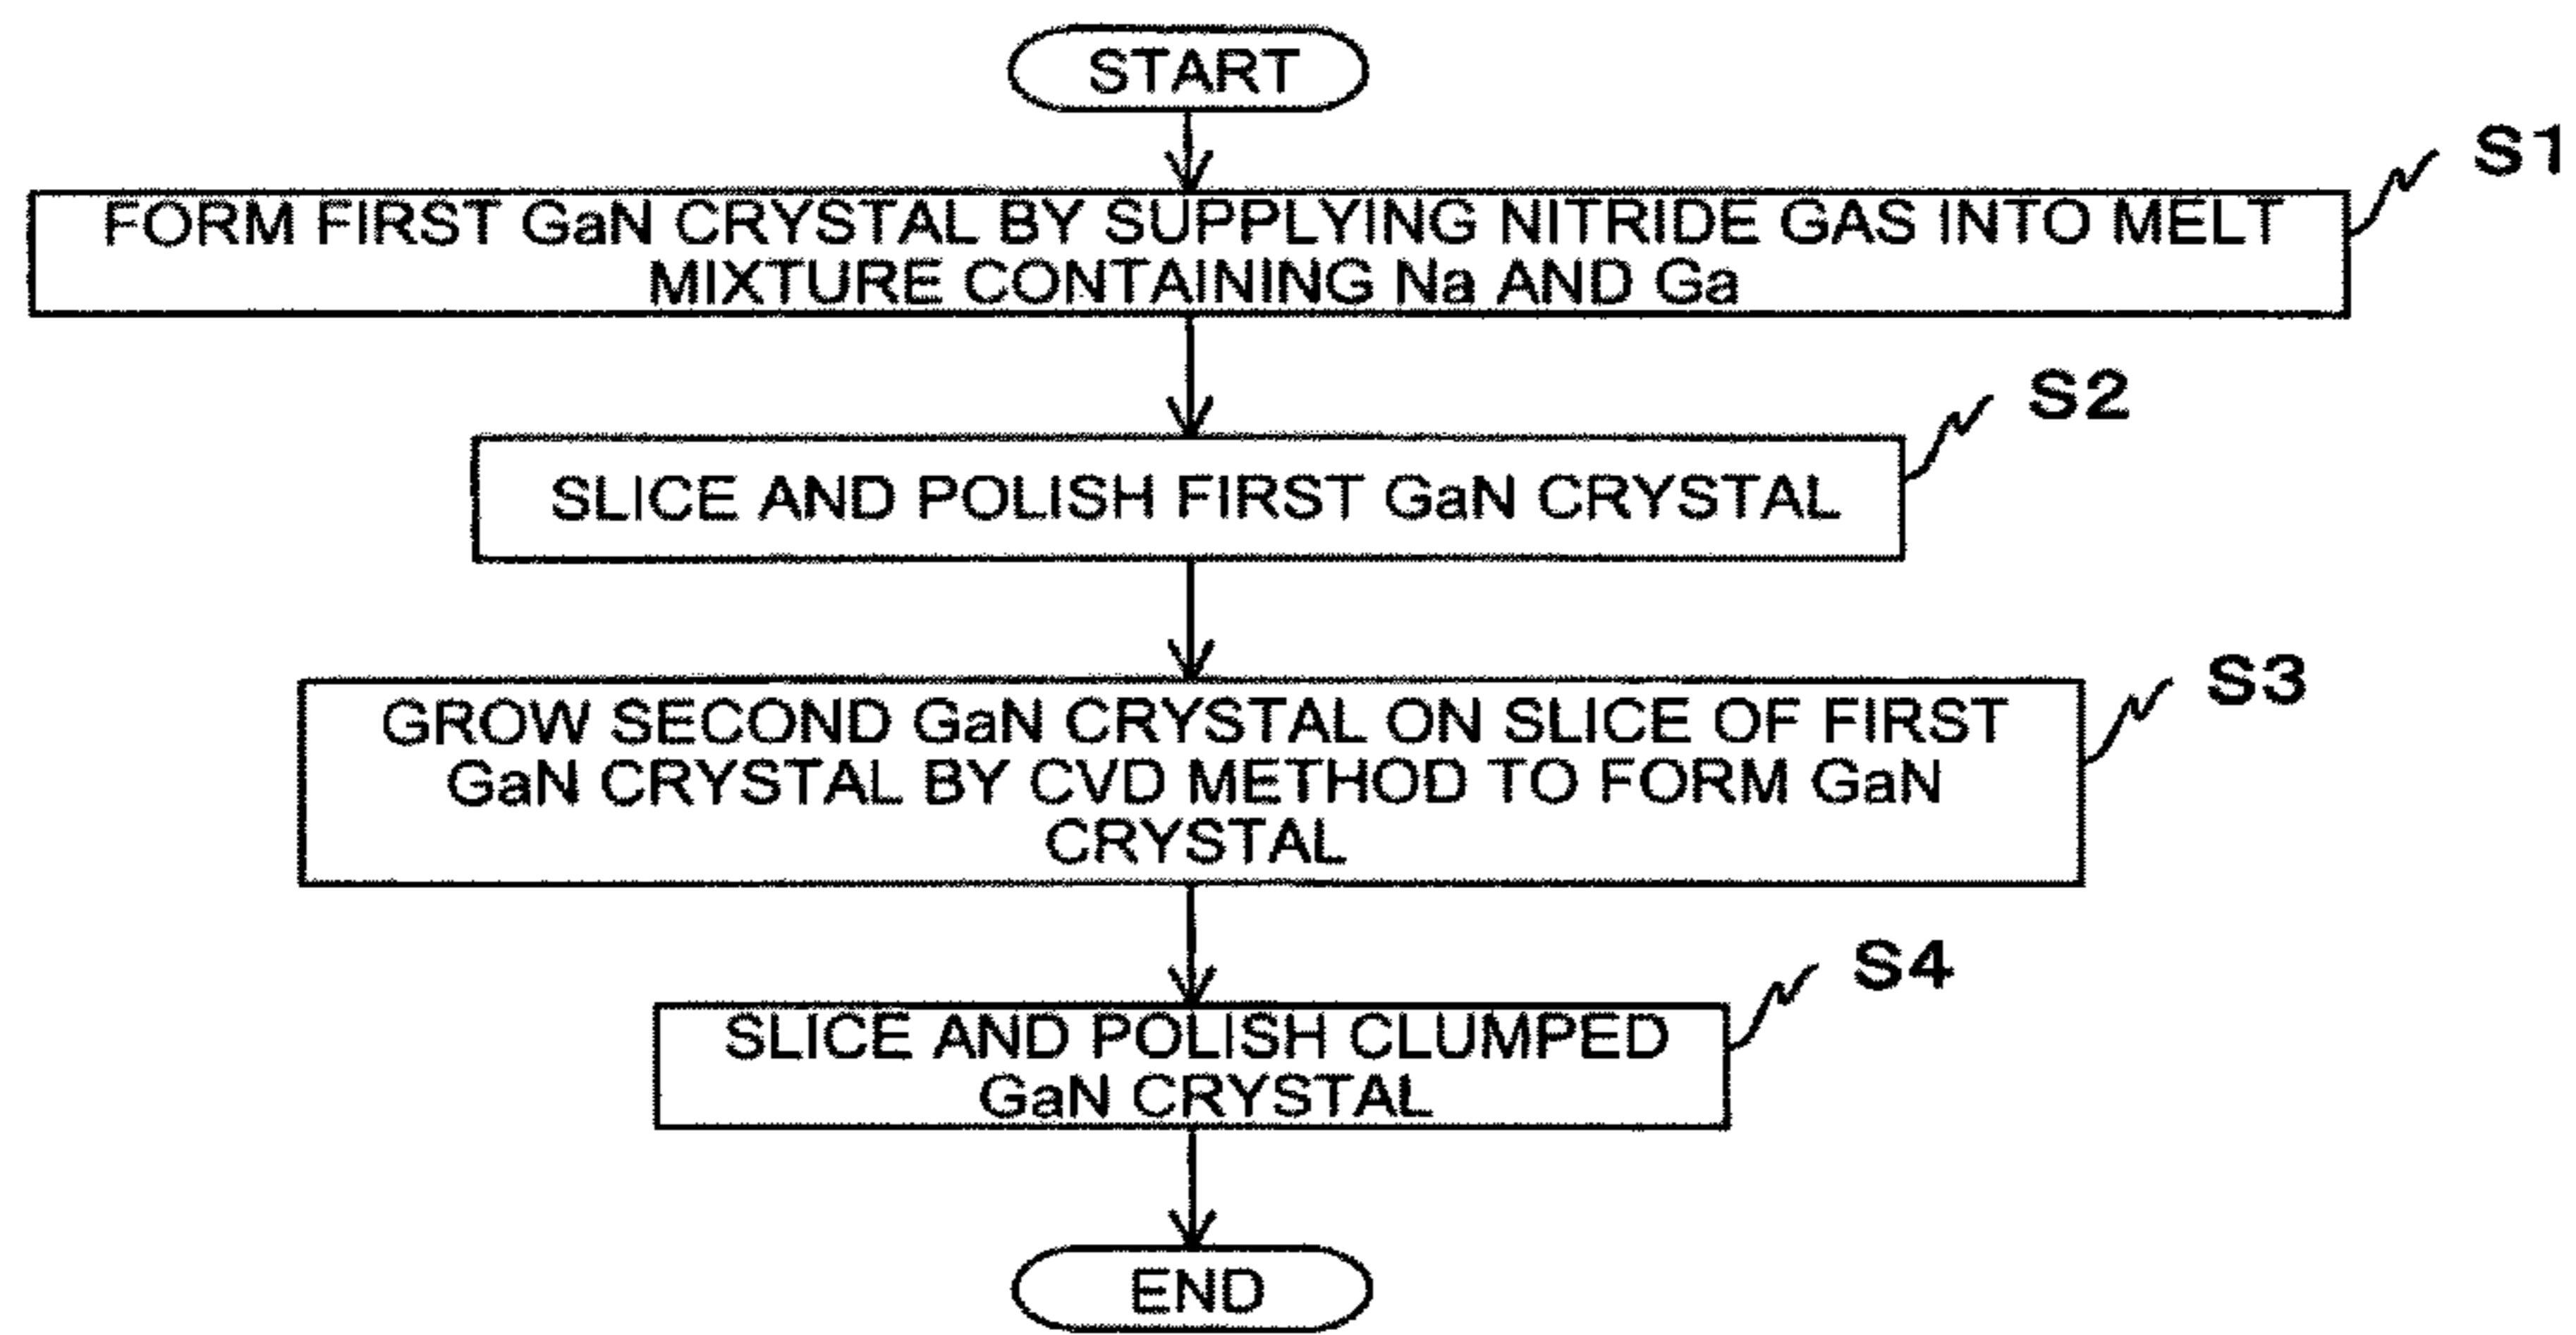 START
S1
FORM FIRST GaN CRYSTAL BY SUPPLYING NITRIDE GAS INTO MELT
MIXTURE CONTAINING Na AND Ga
S2
SLICE AND POLISH FIRST GaN CRYSTAL
S3
GROW SECOND GaN CRYSTAL ON SLICE OF FIRST
GaN CRYSTAL BY CVD METHOD TO FORM GaN
CRYSTAL
S4
SLICE AND POLISH CLUMPED
GaN CRYSTAL
END